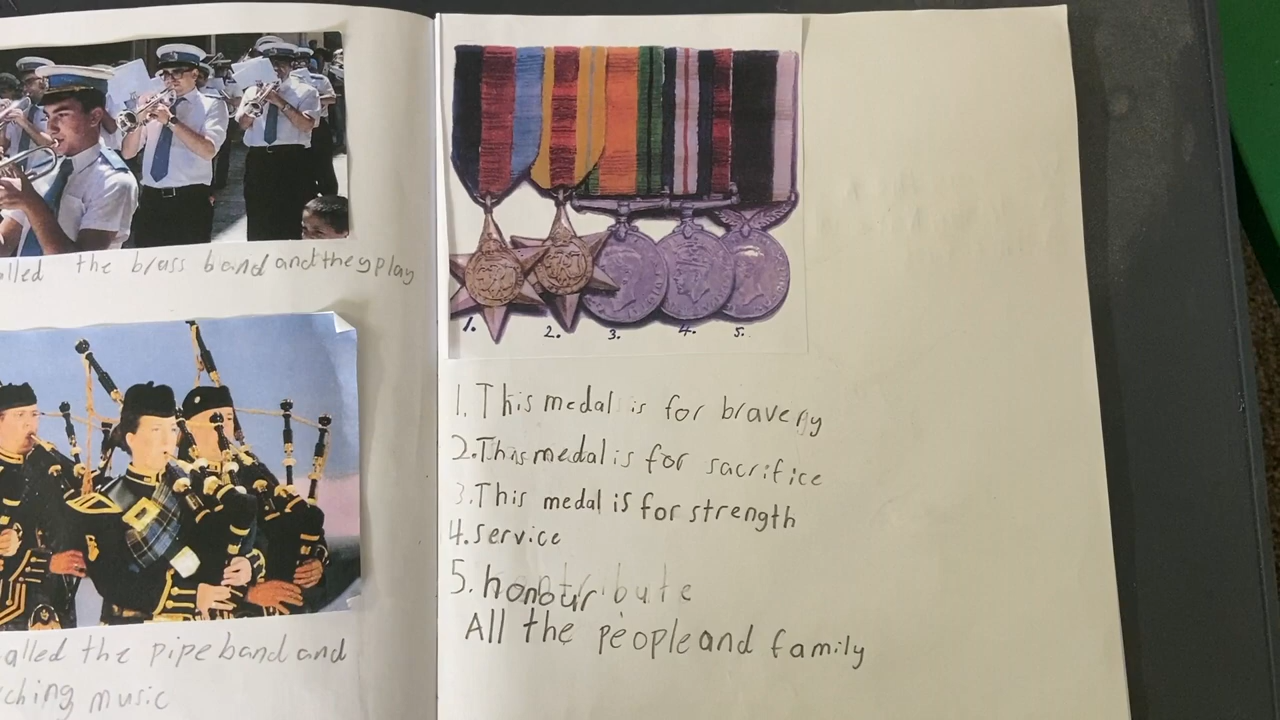 alled the brass band and they play
alled the pipe band and
ching music
1. 2. 3. 4. 5.
1. This medal is for bravery
2. This medal is for sacrifice
3. This medal is for strength
4. service
5.
All the people and family